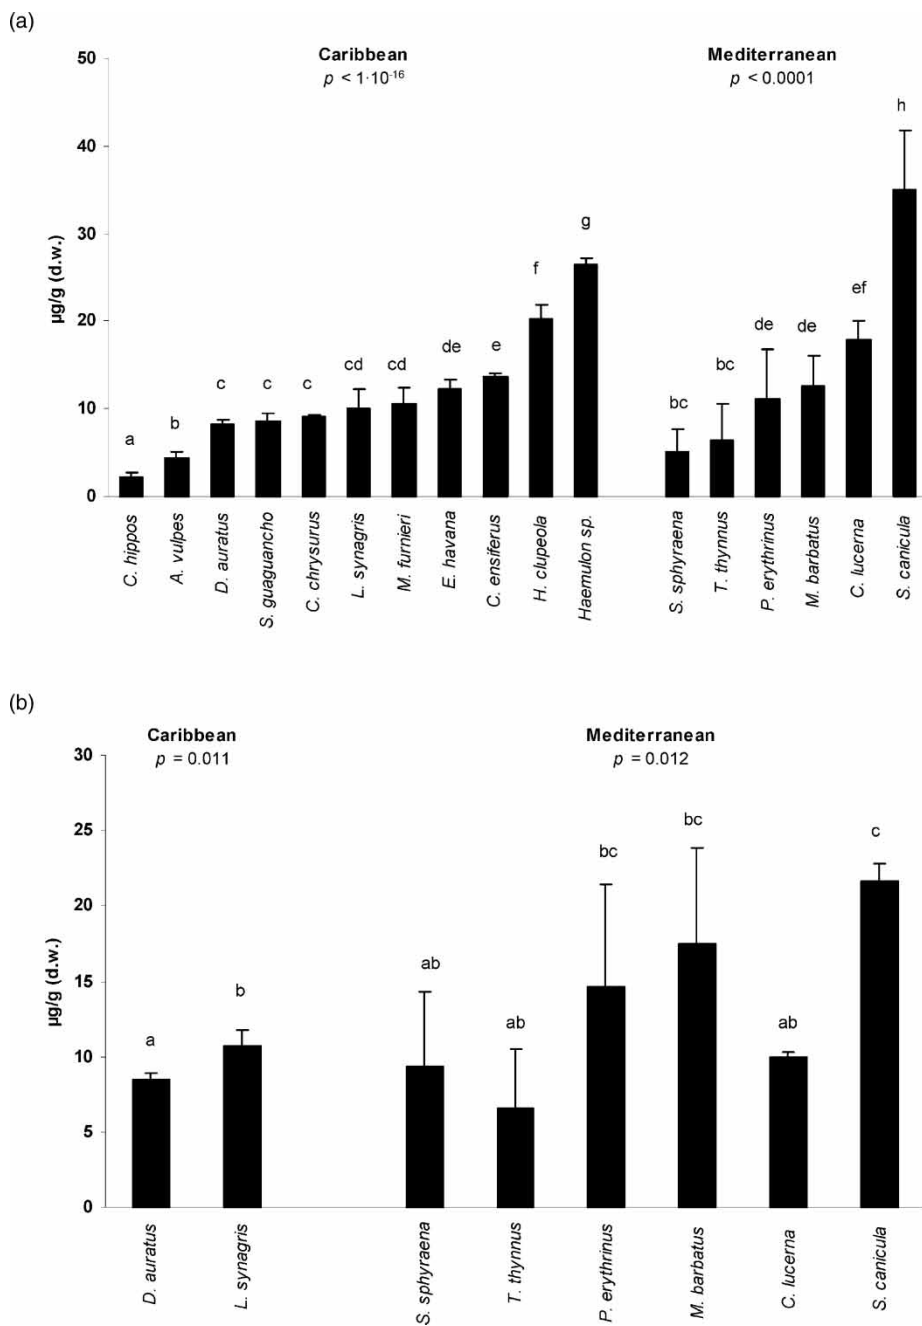 (a)
Caribbean
p < 1·10-16
Mediterranean
p < 0.0001
µg/g (d.w.)
50
40
30
20
10
0
a
b
c
c
c
cd
cd
de
e
f
g
bc
bc
de
de
ef
h
C. hippos
A. vulpes
D. auratus
S. guaguancho
C. chrysurus
L. synagris
M. furnieri
E. havana
C. ensiferus
H. clupeola
Haemulon sp.
S. sphyraena
T. thynnus
P. erythrinus
M. barbatus
C. lucerna
S. canicula
(b)
Caribbean
p = 0.011
Mediterranean
p = 0.012
µg/g (d.w.)
30
25
20
15
10
5
0
a
b
ab
ab
bc
bc
ab
c
D. auratus
L. synagris
S. sphyraena
T. thynnus
P. erythrinus
M. barbatus
C. lucerna
S. canicula